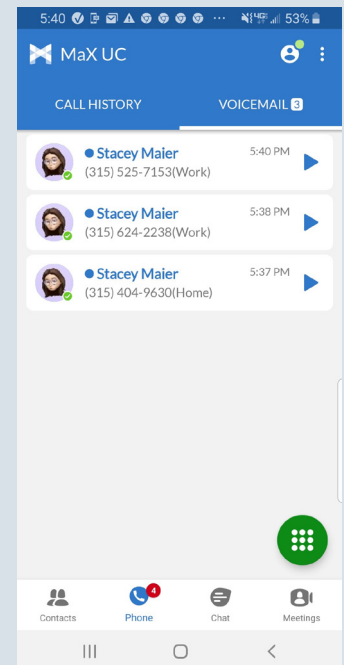 5:40 ... 4G 53%
MaX UC
CALL HISTORY VOICEMAIL 3
Stacey Maier 5:40 PM
(315) 525-7153(Work)
Stacey Maier 5:38 PM
(315) 624-2238(Work)
Stacey Maier 5:37 PM
(315) 404-9630(Home)
4
Contacts Phone Chat Meetings